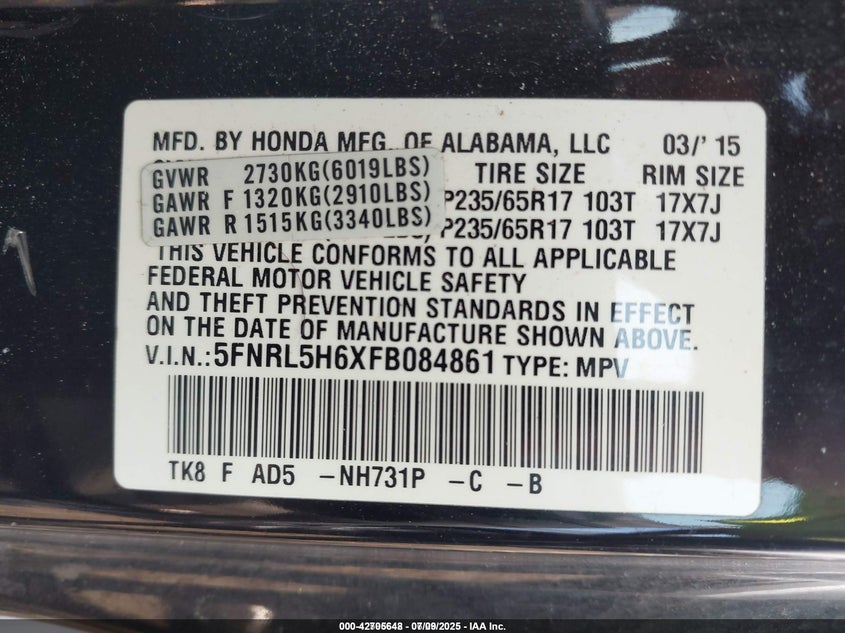 MFD. BY HONDA MFG. OF ALABAMA, LLC 03/' 15
GVWR 2730KG(6019LBS) TIRE SIZE RIM SIZE
GAWR F 1320KG(2910LBS) P235/65R17 103T 17X7J
GAWR R 1515KG(3340LBS) P235/65R17 103T 17X7J
THIS VEHICLE CONFORMS TO ALL APPLICABLE
FEDERAL MOTOR VEHICLE SAFETY
AND THEFT PREVENTION STANDARDS IN EFFECT
ON THE DATE OF MANUFACTURE SHOWN ABOVE.
V.I.N.:5FNRL5H6XFB084861 TYPE: MPV
TK8 F AD5 -NH731P -C -B
07/09/2025 - IAA Inc.